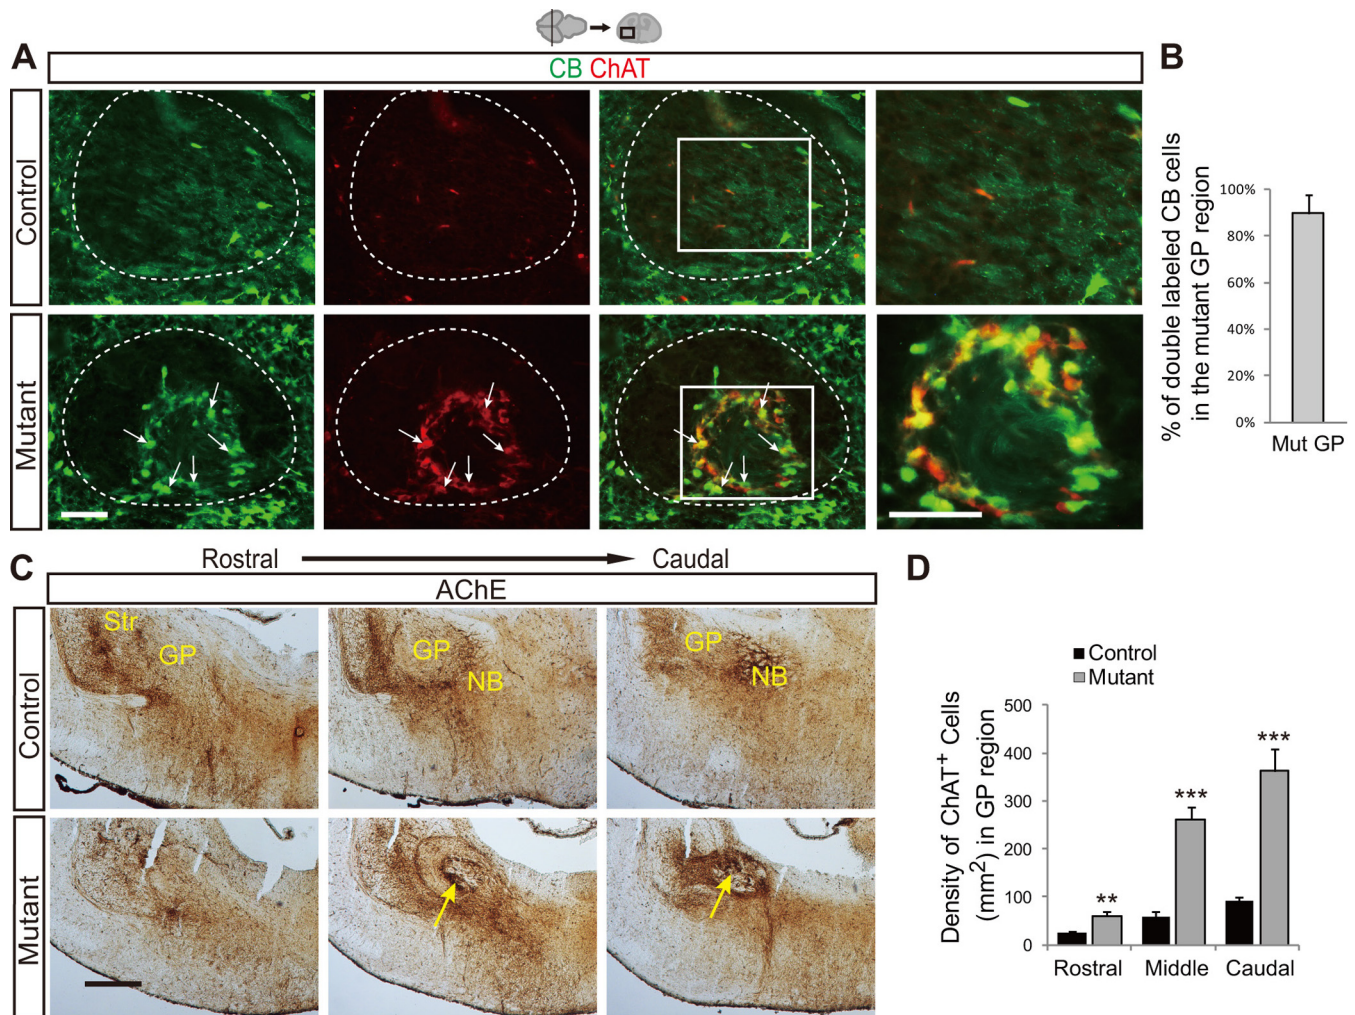 A
CB ChAT
Control
Mutant
B
% of double labeled CB cells
in the mutant GP region
100%
80%
60%
40%
20%
0%
Mut GP
C
Rostral
Caudal
AChE
Control
Str
GP
GP
NB
GP
NB
Mutant
D
Control
Mutant
Density of ChAT⁺ Cells
(mm²) in GP region
500
400
300
200
100
0
**
***
***
Rostral Middle Caudal